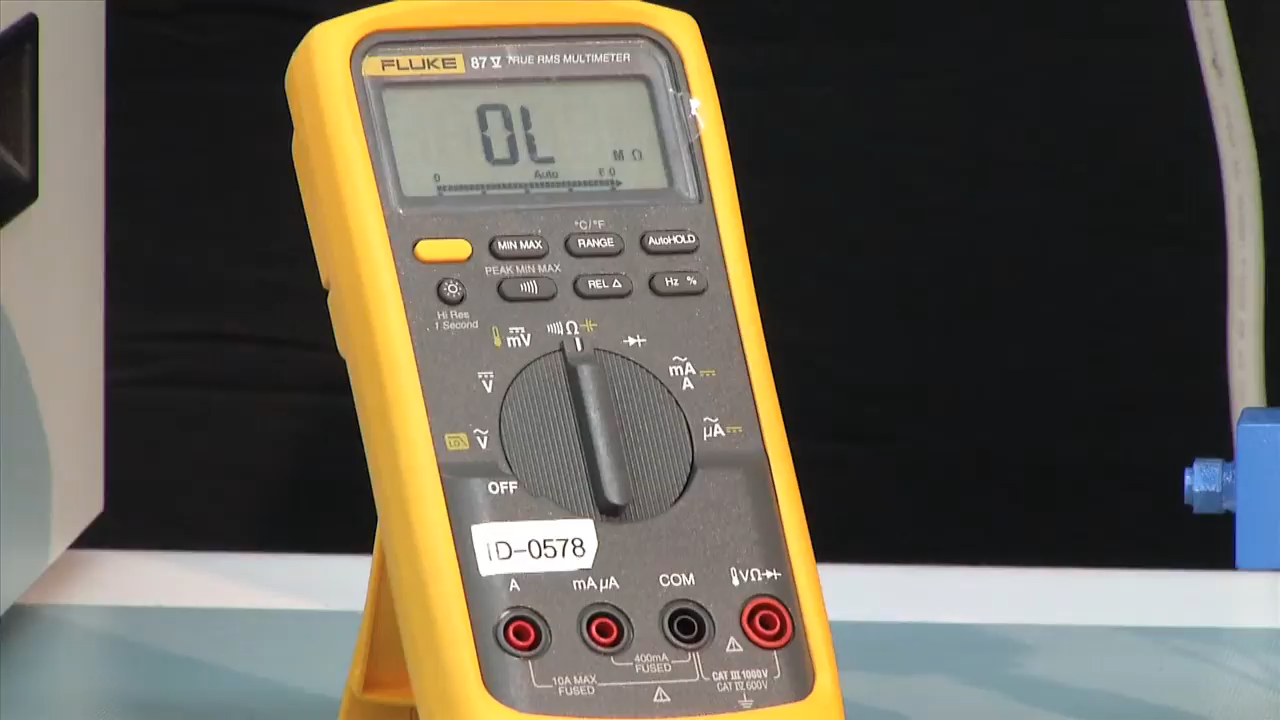 FLUKE 87 V TRUE RMS MULTIMETER
OL
MΩ
Auto
0
MIN MAX
°C/°F
RANGE
AutoHOLD
PEAK MIN MAX
REL Δ
Hz %
Hi Res
1 Second
mV
Ω
V
mA
A
V
µA
OFF
ID-0578
A
mA µA
COM
VΩ
400mA
FUSED
10A MAX
FUSED
CAT III 1000V
CAT IV 600V